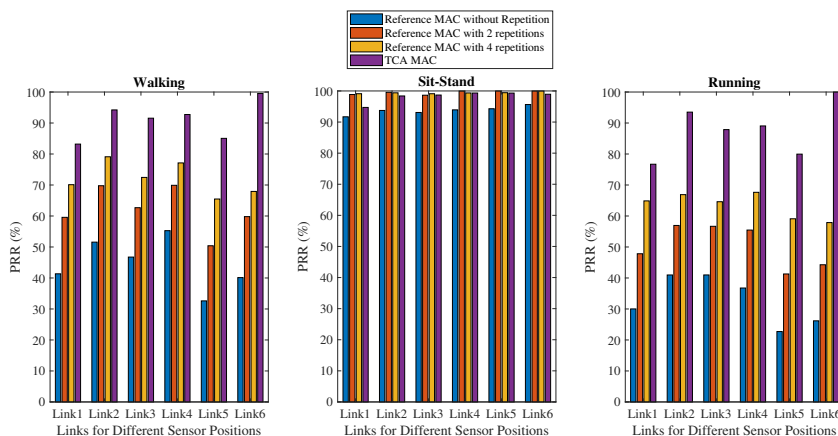 Reference MAC without Repetition
Reference MAC with 2 repetitions
Reference MAC with 4 repetitions
TCA MAC
Walking
PRR (%)
100
90
80
70
60
50
40
30
20
10
0
Link1 Link2 Link3 Link4 Link5 Link6
Links for Different Sensor Positions
Sit-Stand
PRR (%)
100
90
80
70
60
50
40
30
20
10
0
Link1 Link2 Link3 Link4 Link5 Link6
Links for Different Sensor Positions
Running
PRR (%)
100
90
80
70
60
50
40
30
20
10
0
Link1 Link2 Link3 Link4 Link5 Link6
Links for Different Sensor Positions